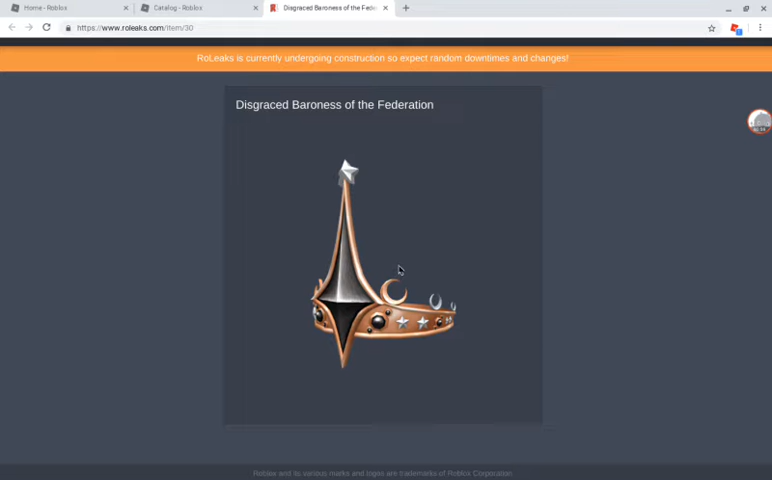 Home - Roblox
Catalog - Roblox
Disgraced Baroness of the Fede
https://www.roleaks.com/item/30
RoLeaks is currently undergoing construction so expect random downtimes and changes!
Disgraced Baroness of the Federation
Roblox and its various marks and logos are trademarks of Roblox Corporation.